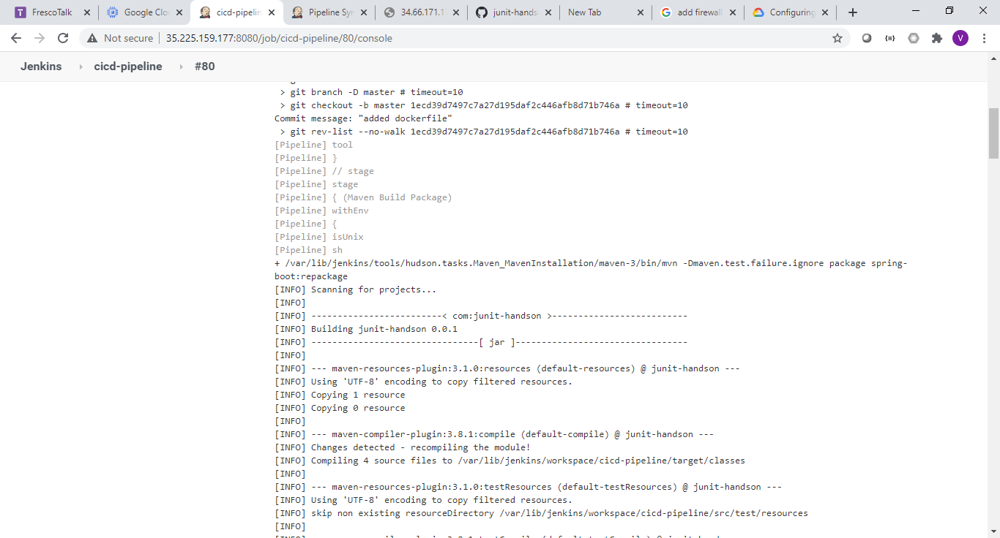 FrescoTalk
Google Clo
cicd-pipelin
Pipeline Syn
34.66.171.1
junit-hands
New Tab
add firewall
Configuring
Not secure
35.225.159.177:8080/job/cicd-pipeline/80/console
V
Jenkins
cicd-pipeline
#80
> git branch -D master # timeout=10
> git checkout -b master 1ecd39d7497c7a27d195daf2c446afb8d71b746a # timeout=10
Commit message: "added dockerfile"
> git rev-list --no-walk 1ecd39d7497c7a27d195daf2c446afb8d71b746a # timeout=10
[Pipeline] tool
[Pipeline] }
[Pipeline] // stage
[Pipeline] stage
[Pipeline] { (Maven Build Package)
[Pipeline] withEnv
[Pipeline] {
[Pipeline] isUnix
[Pipeline] sh
+ /var/lib/jenkins/tools/hudson.tasks.Maven_MavenInstallation/maven-3/bin/mvn -Dmaven.test.failure.ignore package spring-
boot:repackage
[INFO] Scanning for projects...
[INFO]
[INFO] -------------------------< com:junit-handson >--------------------------
[INFO] Building junit-handson 0.0.1
[INFO] --------------------------------[ jar ]---------------------------------
[INFO]
[INFO] --- maven-resources-plugin:3.1.0:resources (default-resources) @ junit-handson ---
[INFO] Using 'UTF-8' encoding to copy filtered resources.
[INFO] Copying 1 resource
[INFO] Copying 0 resource
[INFO]
[INFO] --- maven-compiler-plugin:3.8.1:compile (default-compile) @ junit-handson ---
[INFO] Changes detected - recompiling the module!
[INFO] Compiling 4 source files to /var/lib/jenkins/workspace/cicd-pipeline/target/classes
[INFO]
[INFO] --- maven-resources-plugin:3.1.0:testResources (default-testResources) @ junit-handson ---
[INFO] Using 'UTF-8' encoding to copy filtered resources.
[INFO] skip non existing resourceDirectory /var/lib/jenkins/workspace/cicd-pipeline/src/test/resources
[INFO]